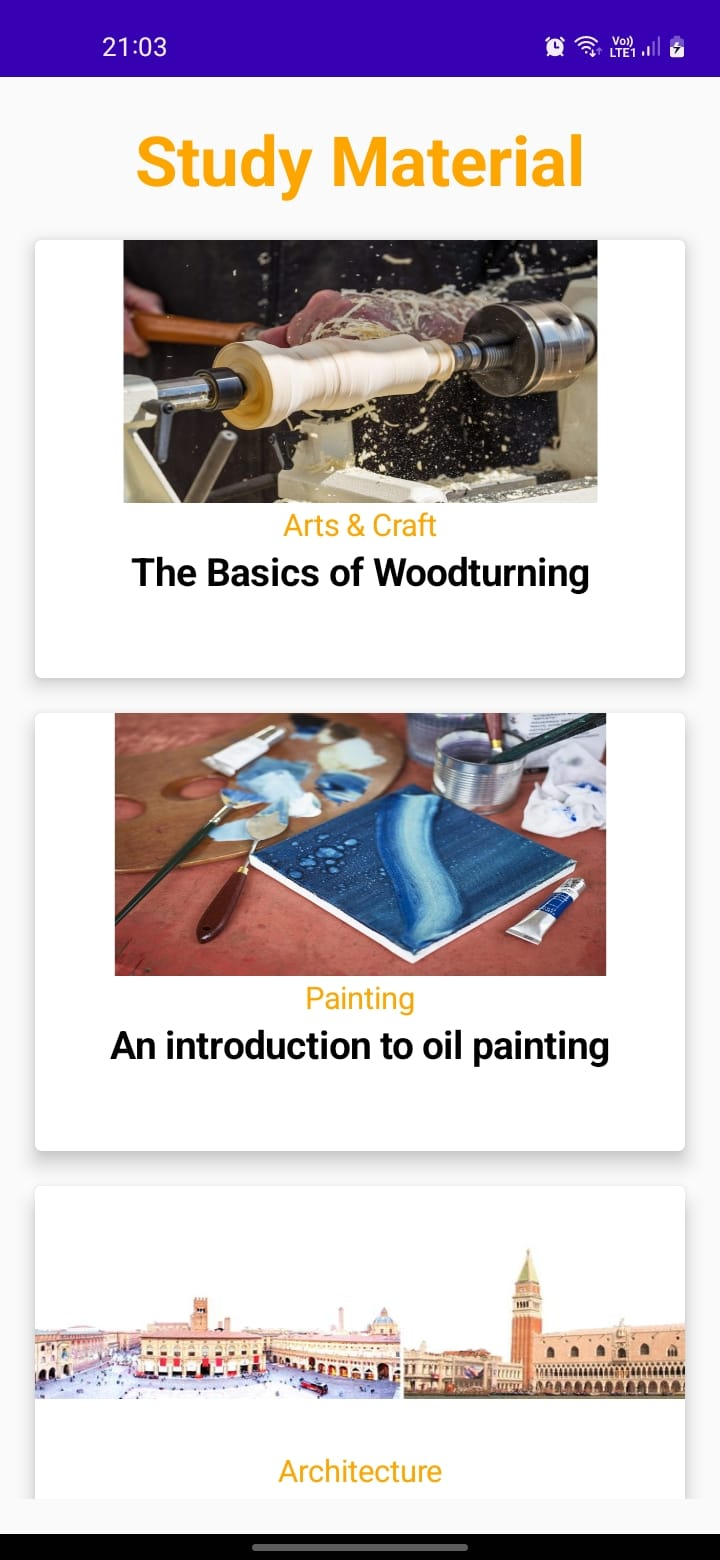 21:03
Vo))
LTE1
Study Material
Arts & Craft
The Basics of Woodturning
Painting
An introduction to oil painting
Architecture